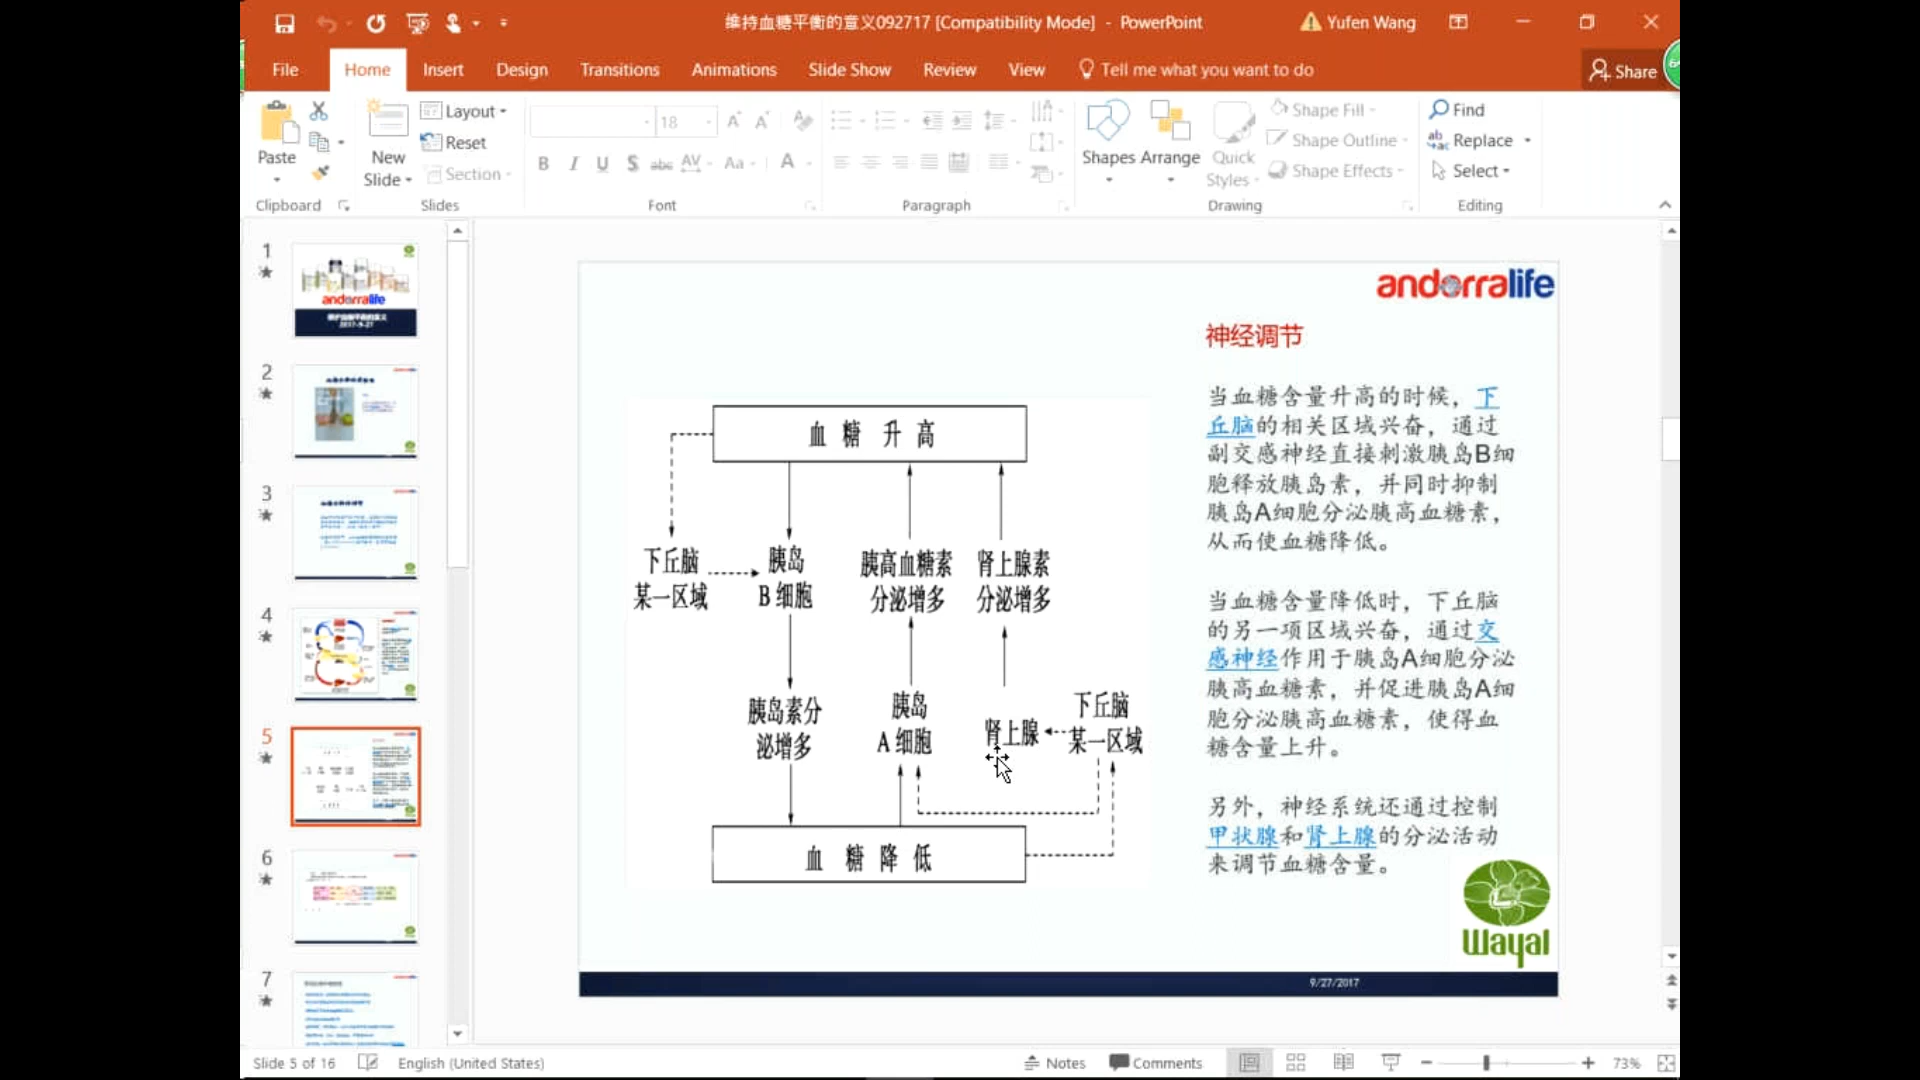 维持血糖平衡的意义092717 [Compatibility Mode] - PowerPoint
Yufen Wang
File Home Insert Design Transitions Animations Slide Show Review View Tell me what you want to do
Share
Paste
New Slide
Layout
Reset
Section
18
B I U S abc AV Aa A
Shapes Arrange Quick Styles
Shape Fill
Shape Outline
Shape Effects
Find
Replace
Select
Clipboard Slides Font Paragraph Drawing Editing
1
andorralife
2
3
4
5
6
7
andorralife
神经调节
当血糖含量升高的时候，下
丘脑的相关区域兴奋，通过
副交感神经直接刺激胰岛B细
胞释放胰岛素，并同时抑制
胰岛A细胞分泌胰高血糖素，
从而使血糖降低。
当血糖含量降低时，下丘脑
的另一项区域兴奋，通过交
感神经作用于胰岛A细胞分泌
胰高血糖素，并促进胰岛A细
胞分泌胰高血糖素，使得血
糖含量上升。
另外，神经系统还通过控制
甲状腺和肾上腺的分泌活动
来调节血糖含量。
血糖升高
下丘脑
某一区域
胰岛
B细胞
胰高血糖素
分泌增多
肾上腺素
分泌增多
胰岛素分
泌增多
胰岛
A细胞
肾上腺
下丘脑
某一区域
血糖降低
Wayal
9/27/2017
Slide 5 of 16
English (United States)
Notes
Comments
73%